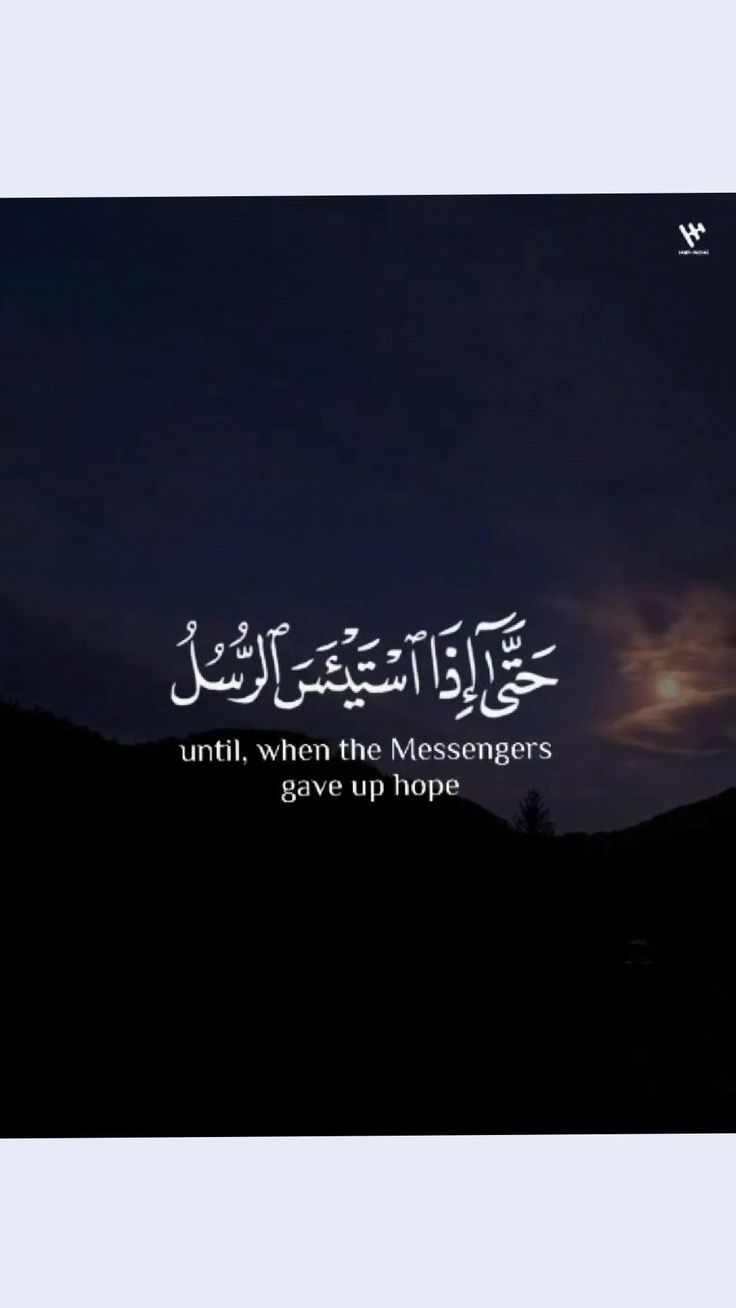 حَتَّىٰٓ إِذَا ٱسْتَيْـَٔسَ ٱلرُّسُلُ
until, when the Messengers
gave up hope